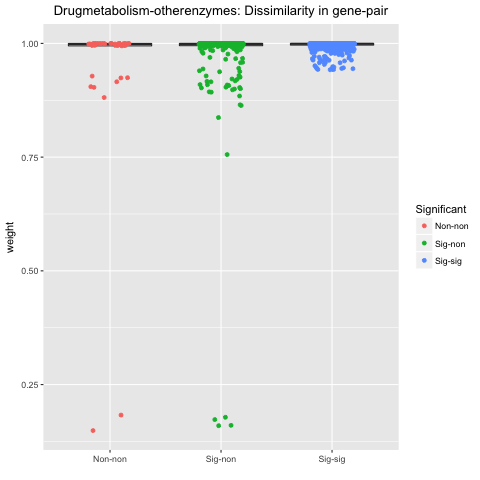 Drugmetabolism-otherenzymes: Dissimilarity in gene-pair
1.00
0.75
0.50
0.25
weight
Non-non
Sig-non
Sig-sig
Significant
Non-non
Sig-non
Sig-sig